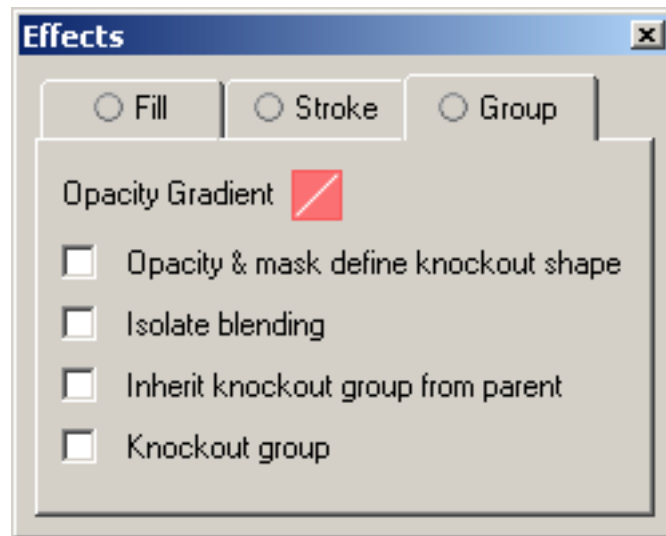 Effects
Fill Stroke Group
Opacity Gradient
Opacity & mask define knockout shape
Isolate blending
Inherit knockout group from parent
Knockout group